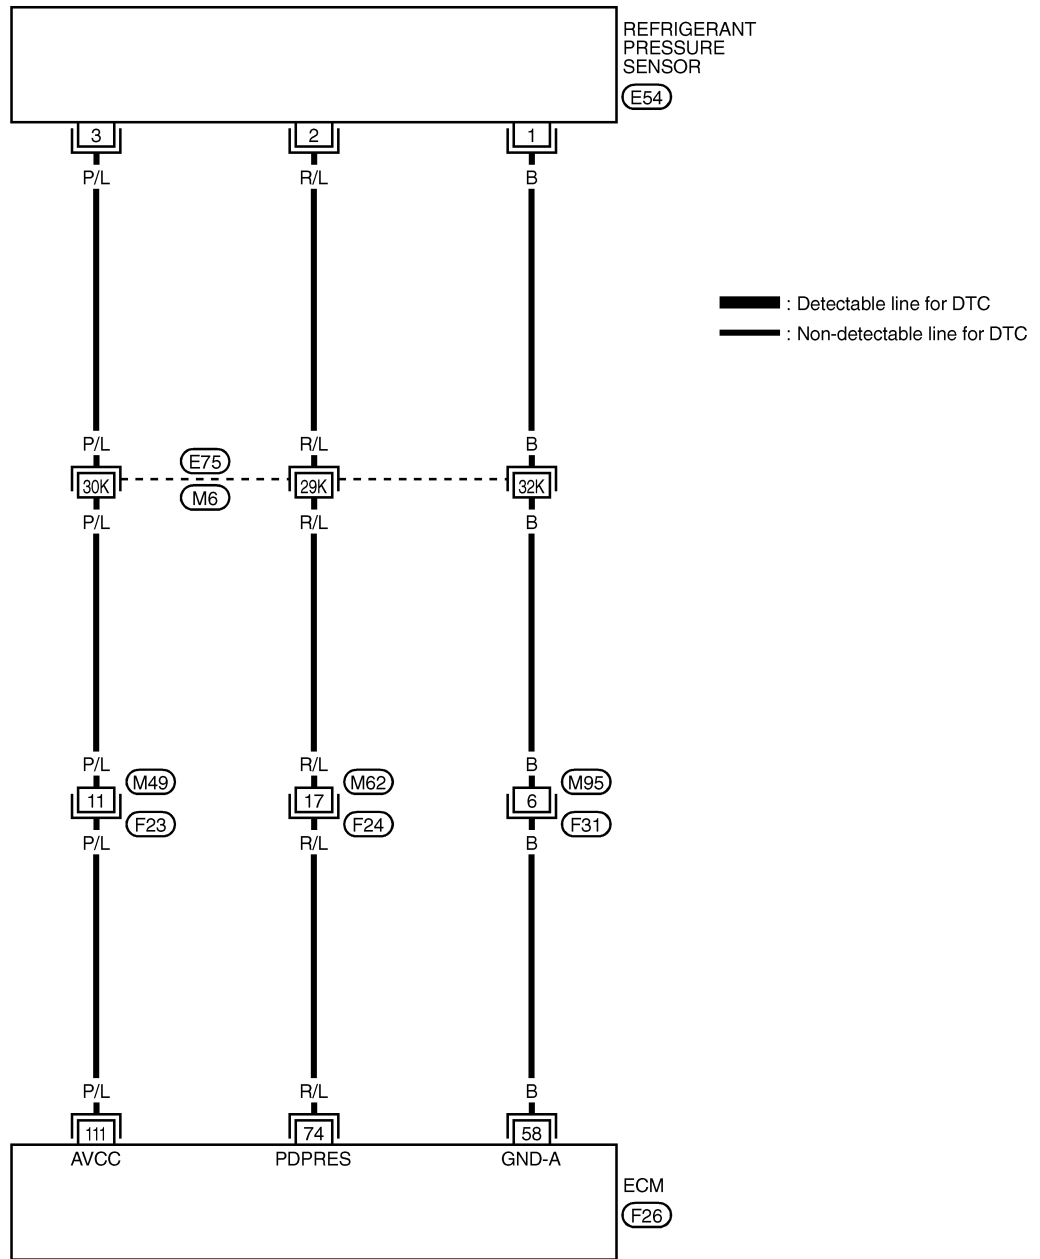 REFRIGERANT
PRESSURE
SENSOR
E54
3 2 1
P/L R/L B
: Detectable line for DTC
: Non-detectable line for DTC
P/L R/L B
E75
30K 29K 32K
M6
P/L R/L B
P/L R/L B
M49 M62 M95
11 17 6
F23 F24 F31
P/L R/L B
P/L R/L B
111 74 58
AVCC PDPRES GND-A
ECM
F26